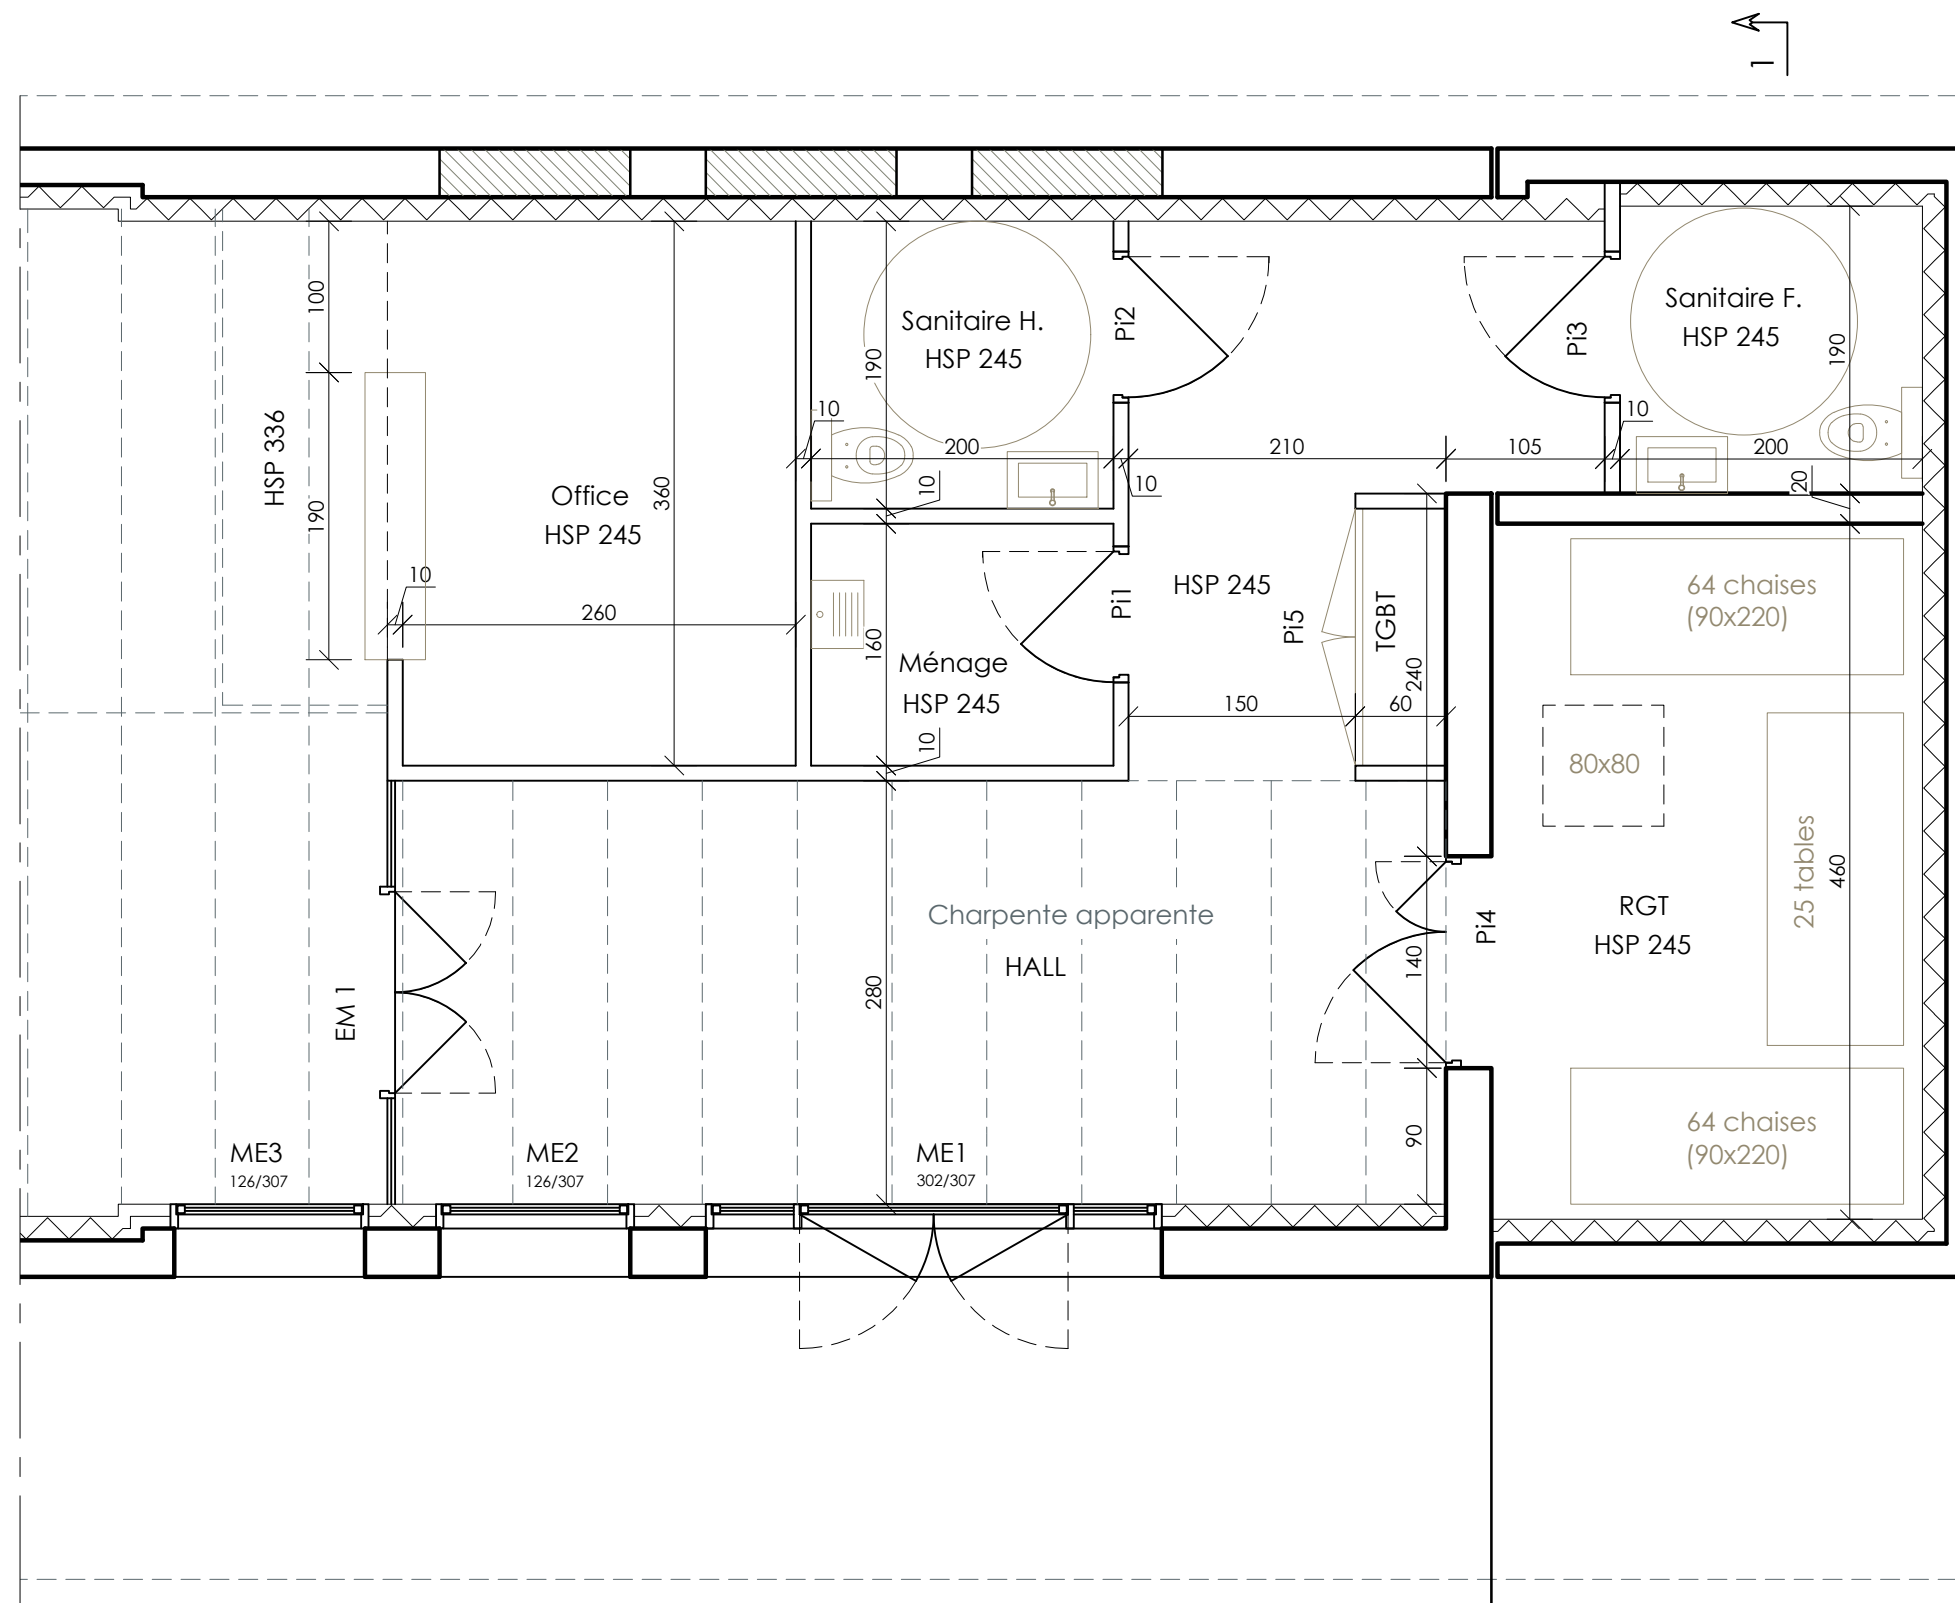 1
100
HSP 336
190
Office
HSP 245
360
10
260
Sanitaire H.
HSP 245
190
10
200
10
Pi2
10
210
105
Pi3
10
Sanitaire F.
HSP 245
190
200
20
Ménage
HSP 245
160
10
Pi1
HSP 245
Pi5
TGBT
240
150
60
64 chaises
(90x220)
80x80
25 tables
460
RGT
HSP 245
Pi4
140
90
64 chaises
(90x220)
Charpente apparente
HALL
280
EM 1
ME3
126/307
ME2
126/307
ME1
302/307